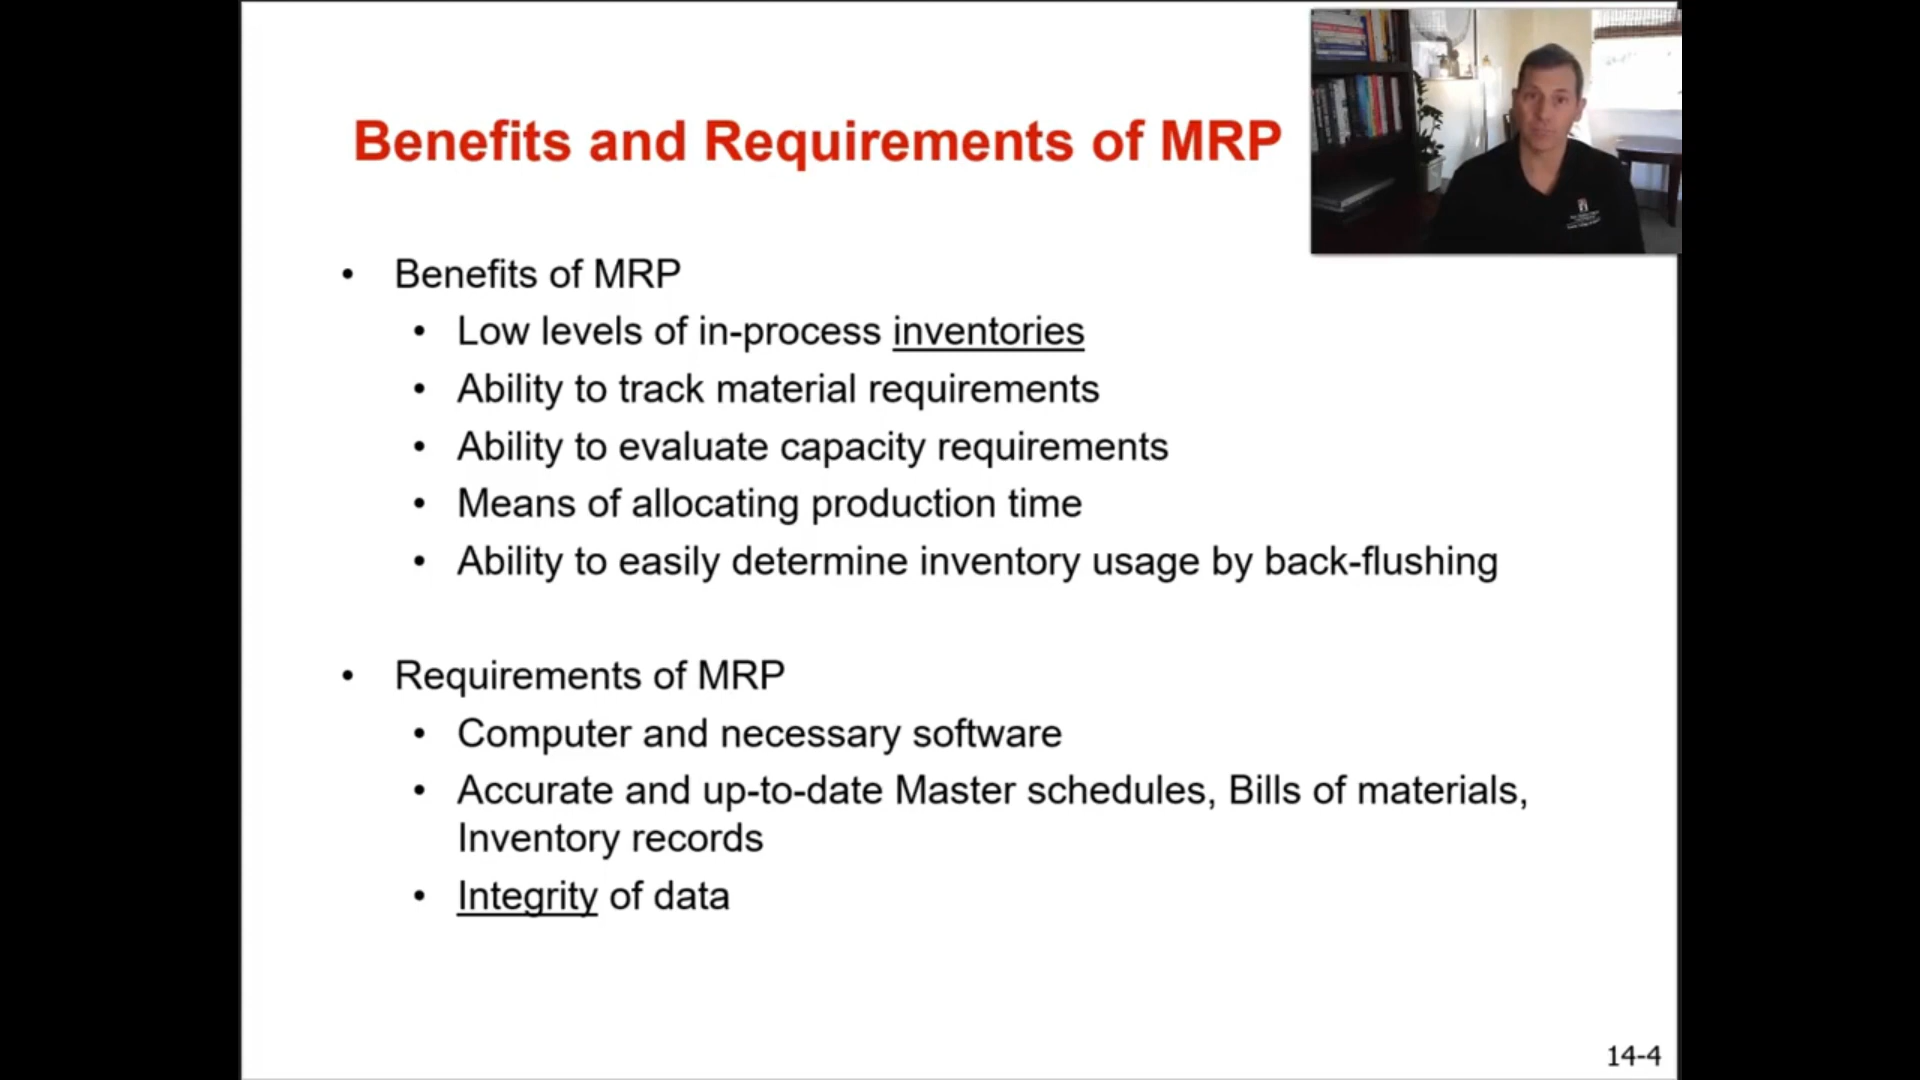 Benefits and Requirements of MRP
• Benefits of MRP
• Low levels of in-process inventories
• Ability to track material requirements
• Ability to evaluate capacity requirements
• Means of allocating production time
• Ability to easily determine inventory usage by back-flushing
• Requirements of MRP
• Computer and necessary software
• Accurate and up-to-date Master schedules, Bills of materials,
Inventory records
• Integrity of data
14-4